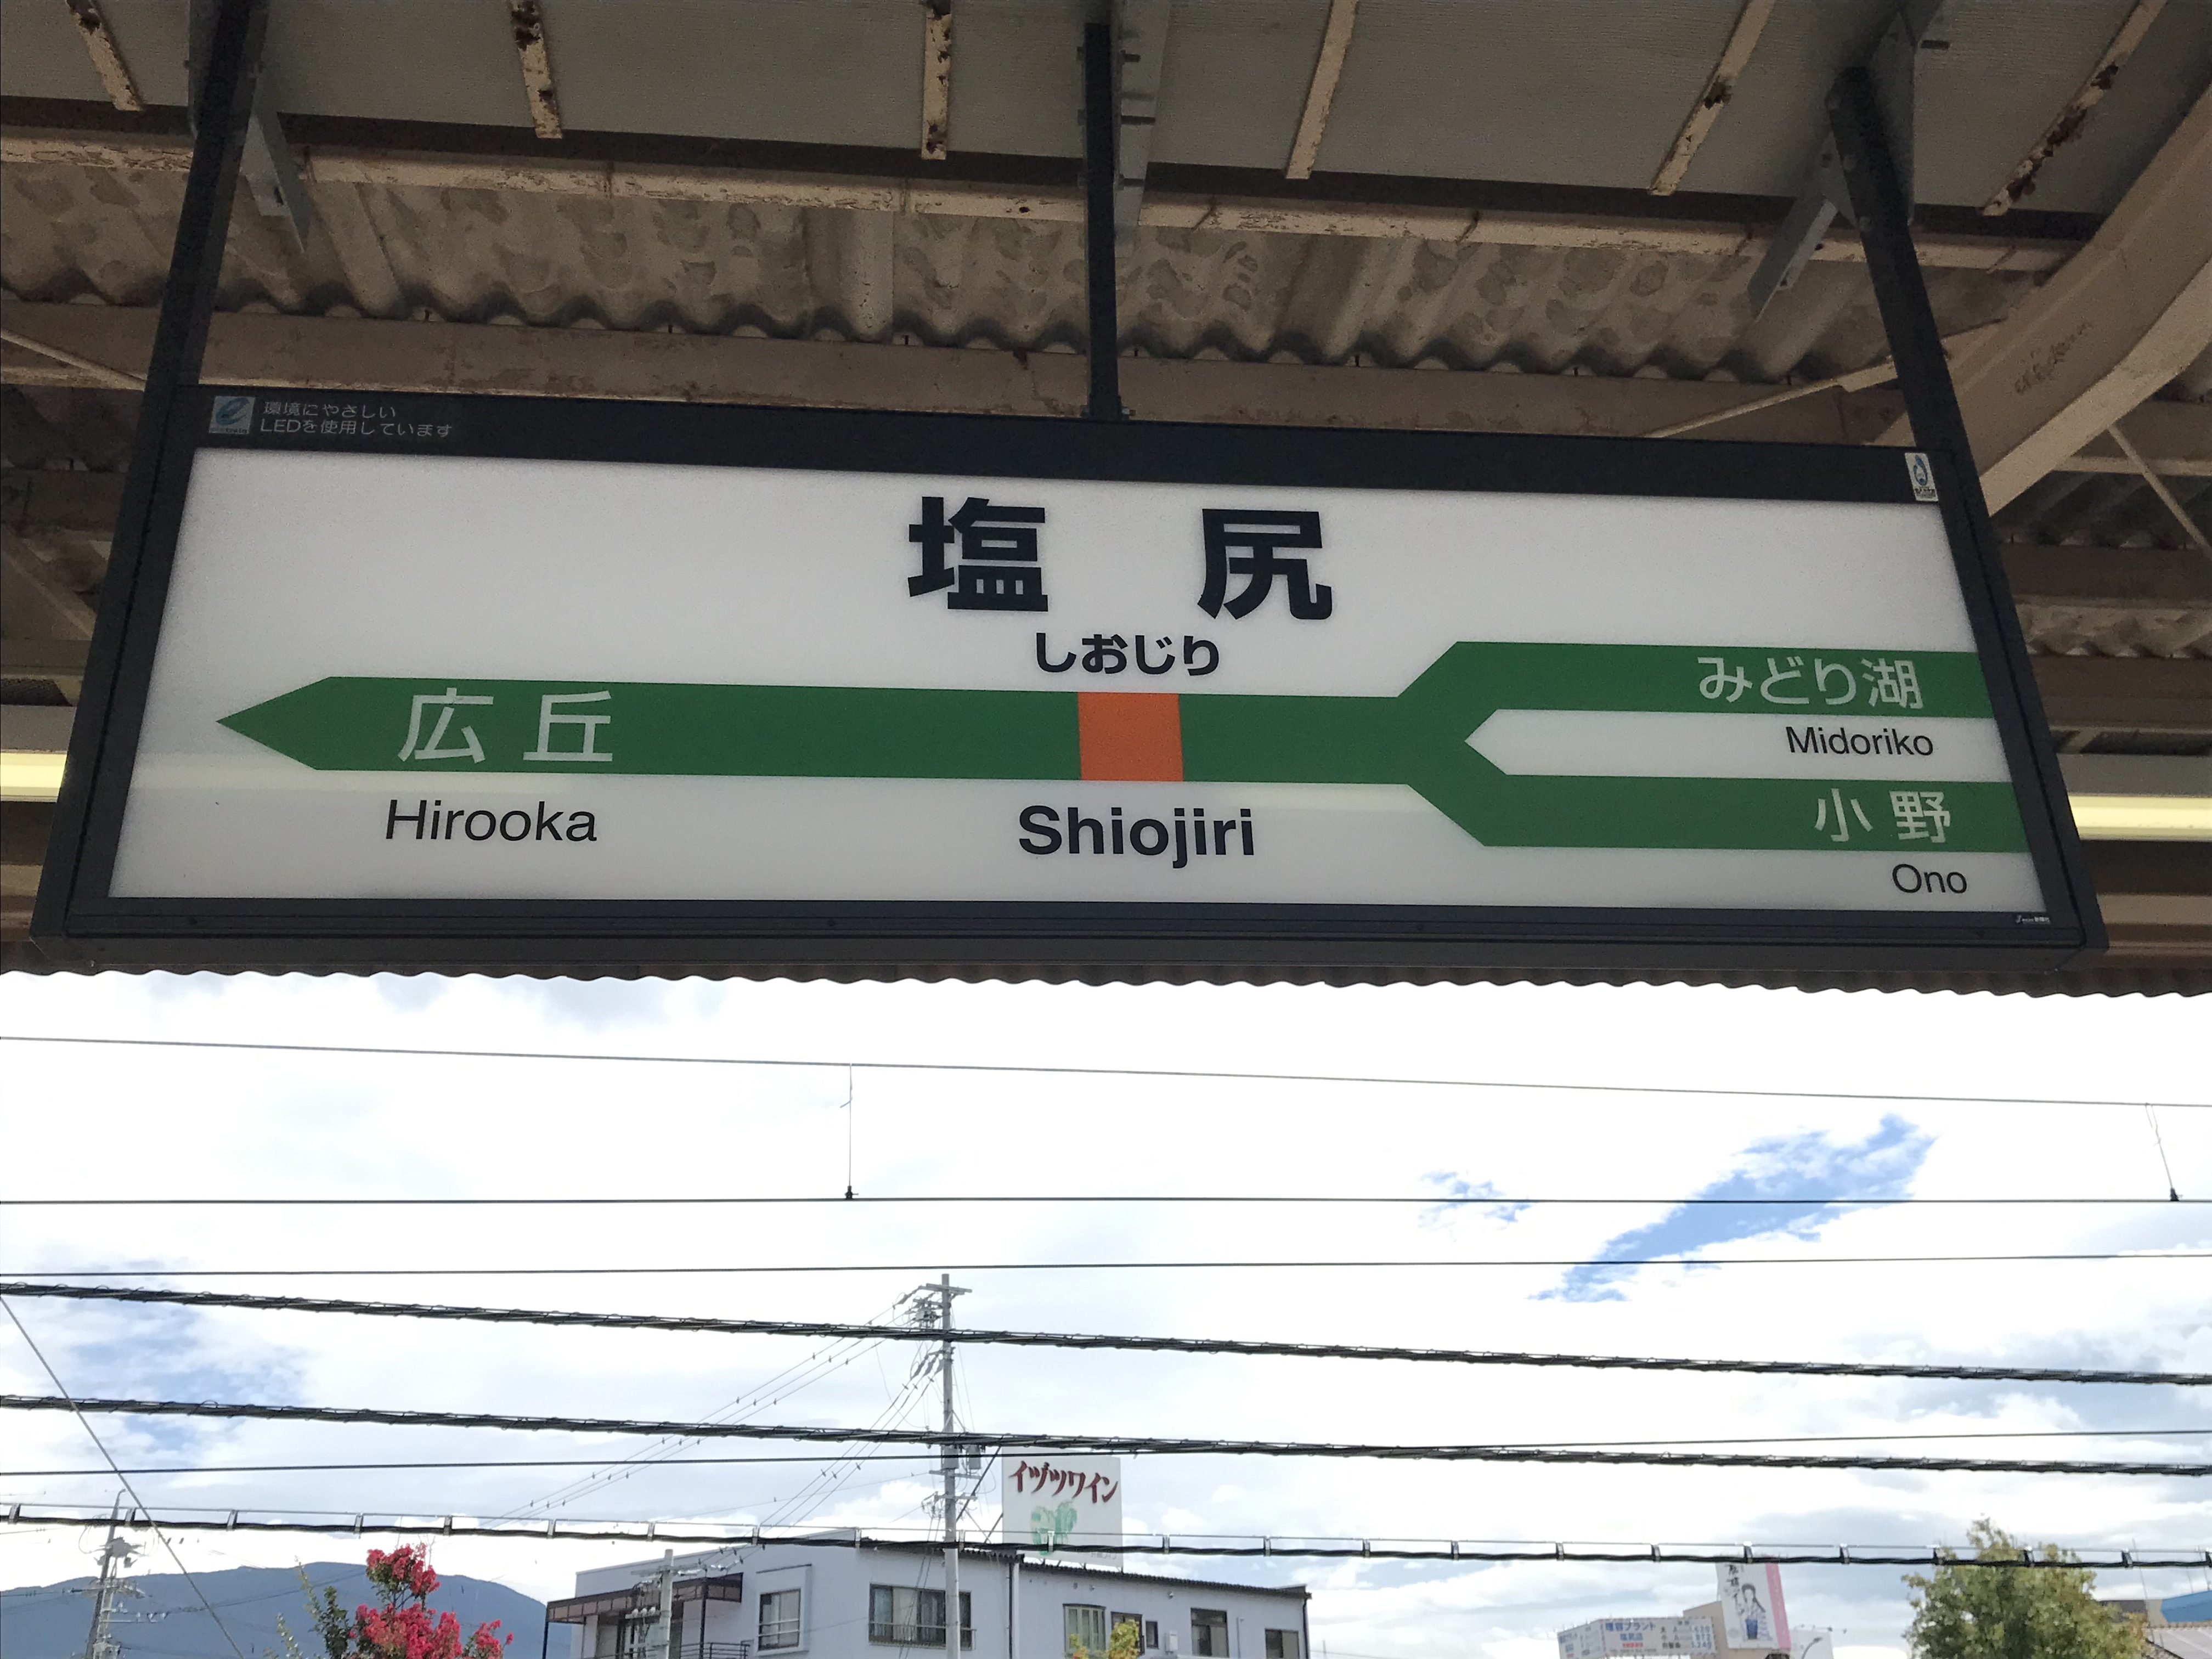 環境にやさしい
LEDを使用しています
塩尻
しおじり
広丘
みどり湖
Midoriko
小野
Hirooka
Shiojiri
Ono
イヅツワイン